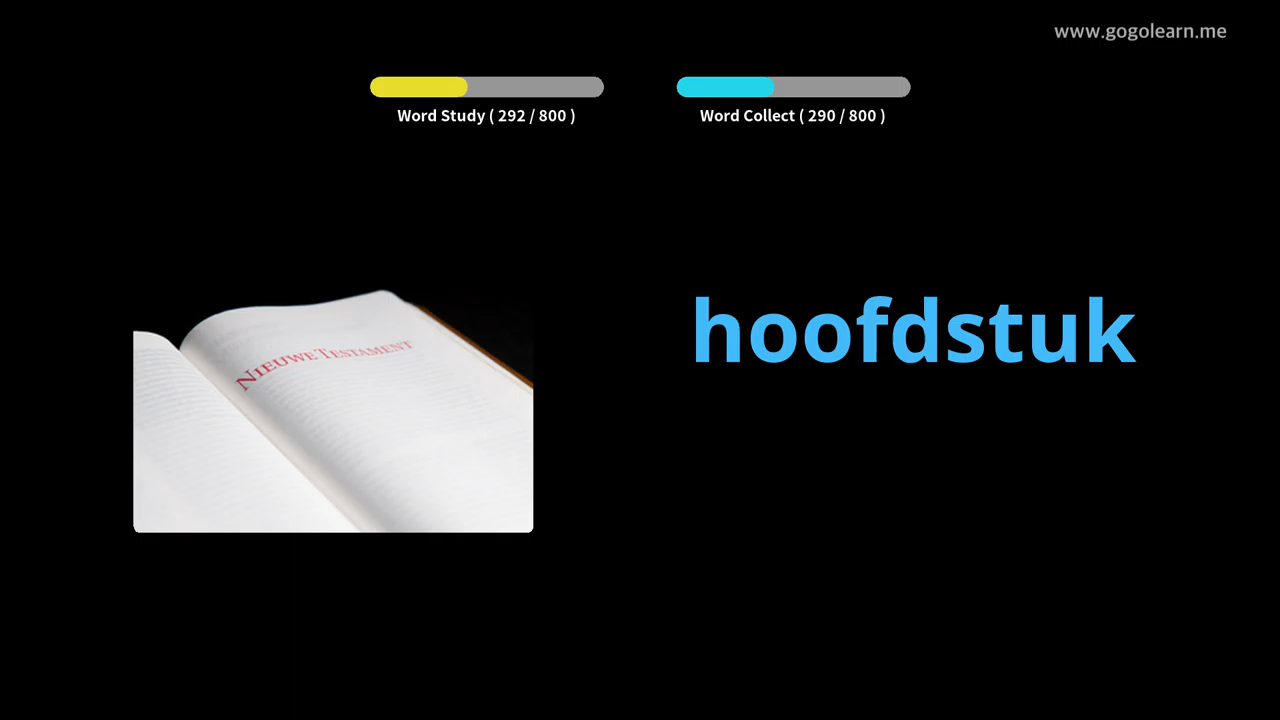 www.gogolearn.me
Word Study ( 292 / 800 )
Word Collect ( 290 / 800 )
NIEUWE TESTAMENT
hoofdstuk